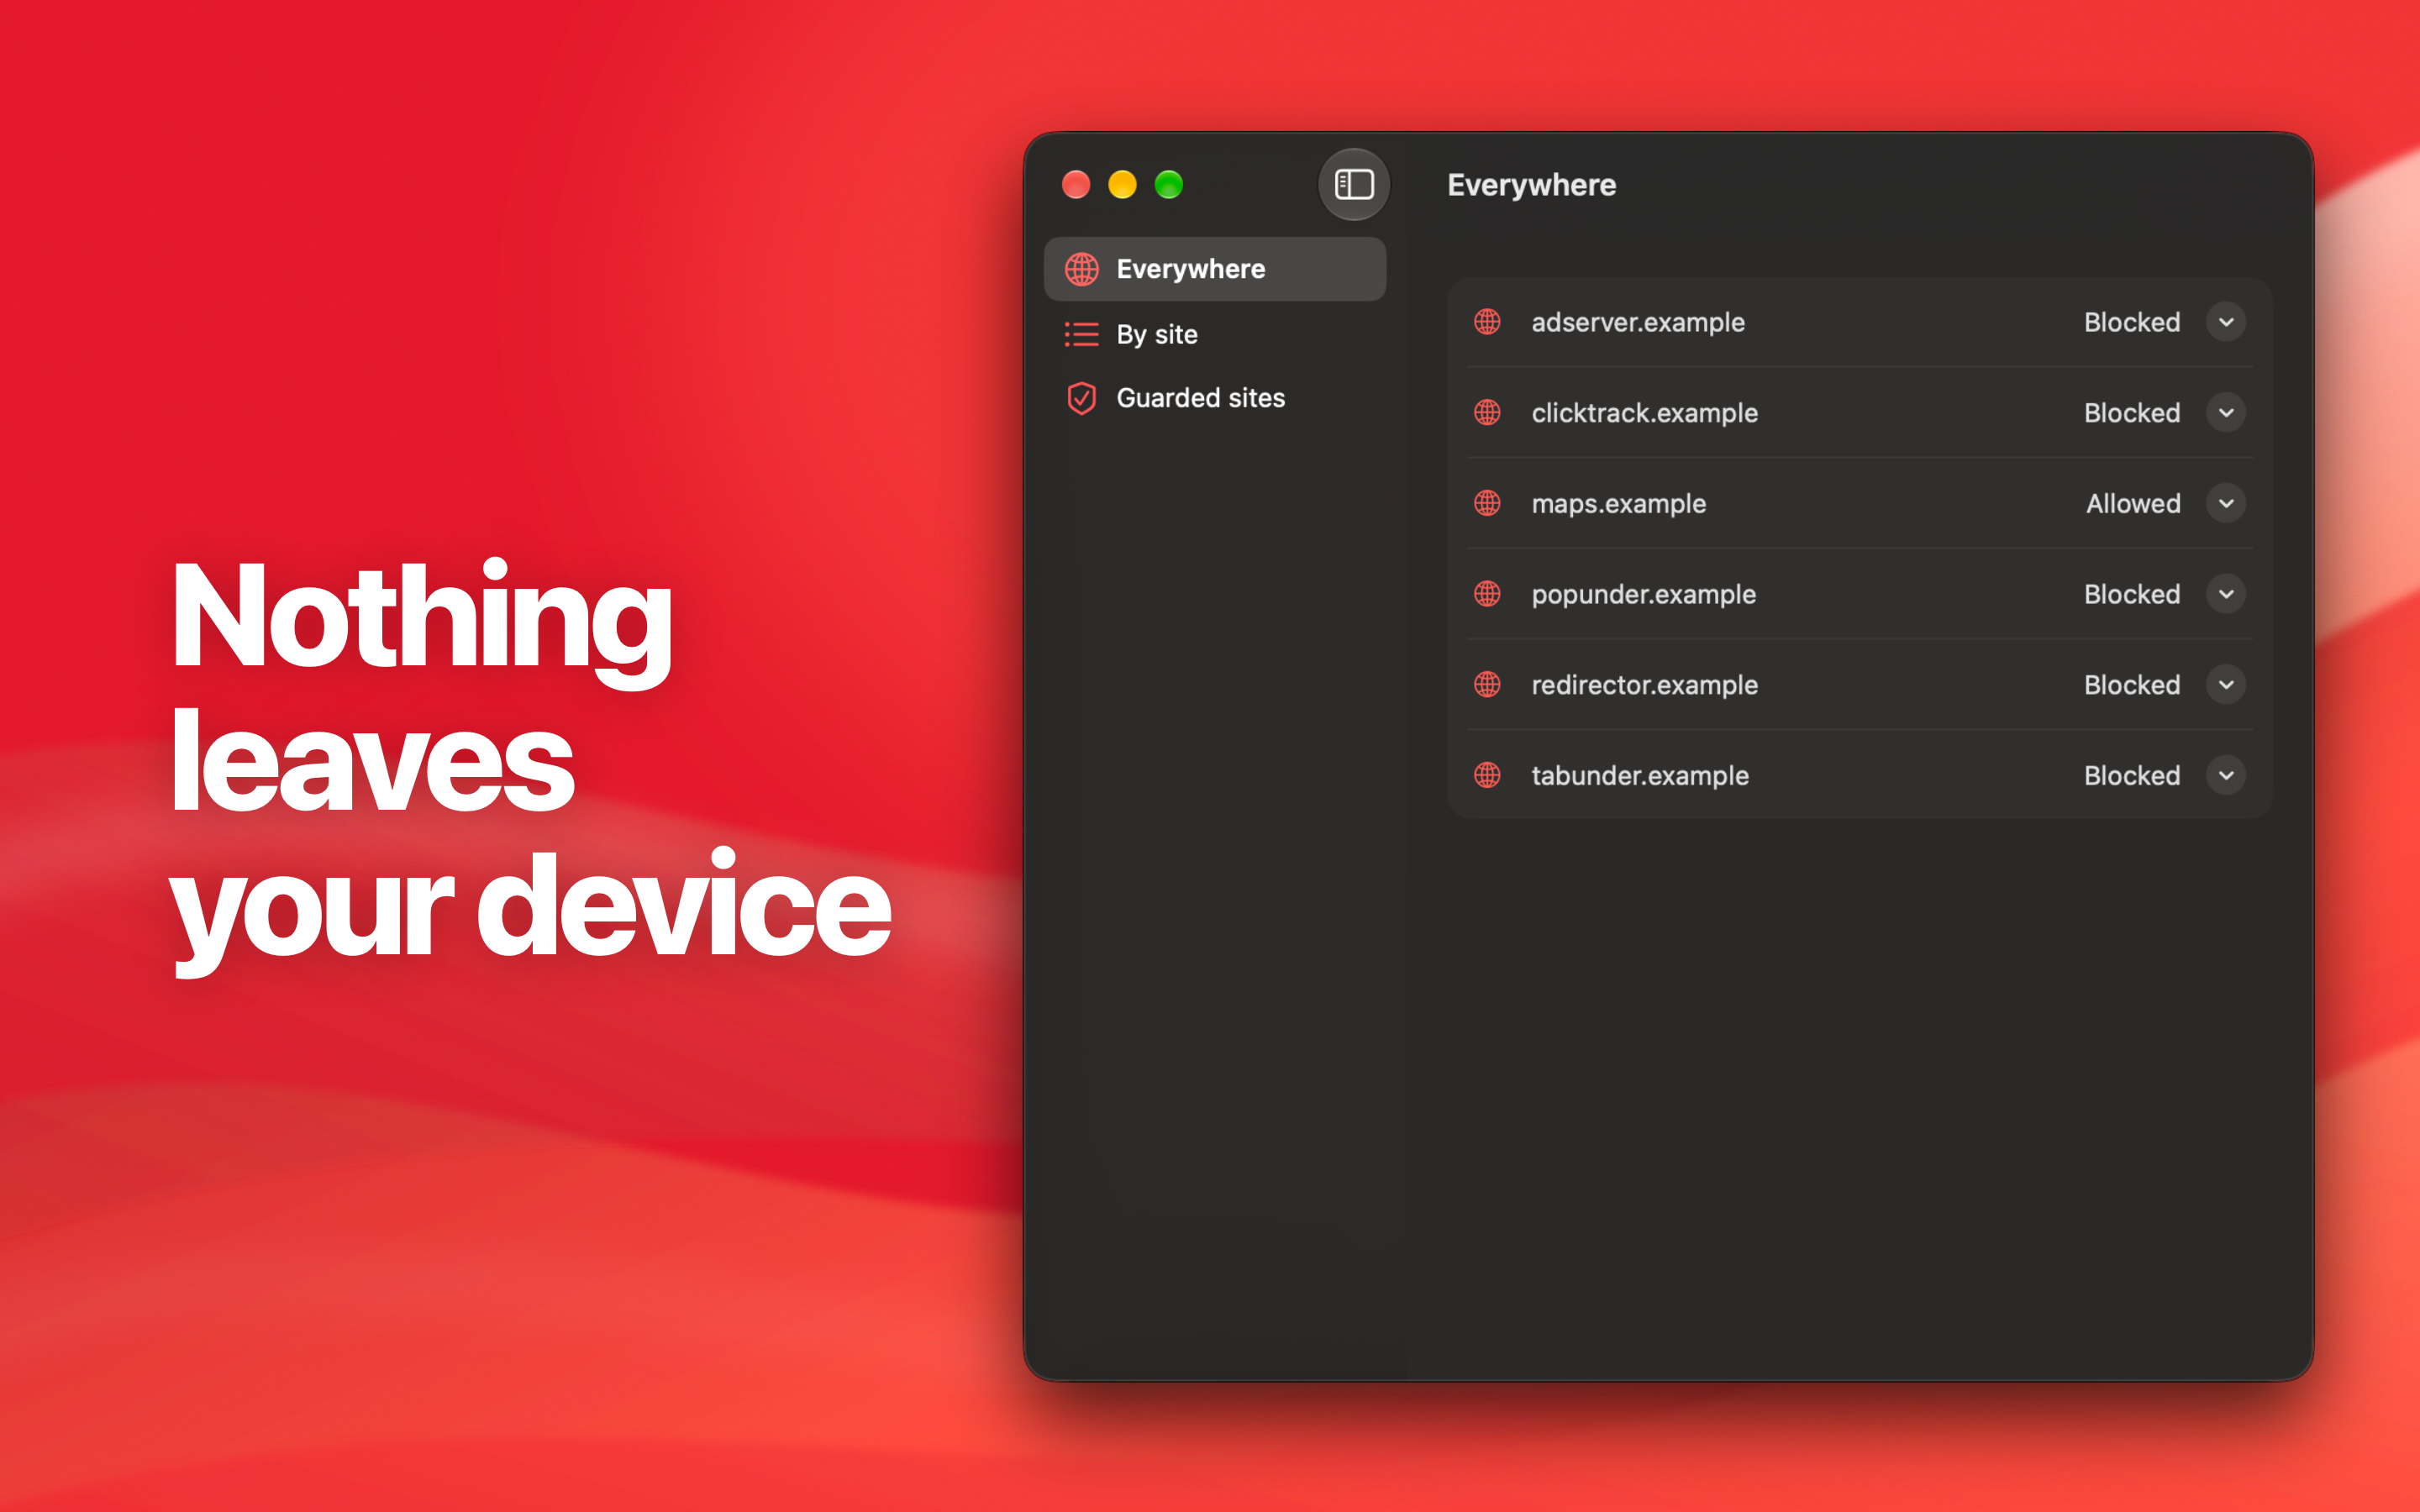 Nothing
leaves
your device
Everywhere
By site
Guarded sites
Everywhere
adserver.example Blocked
clicktrack.example Blocked
maps.example Allowed
popunder.example Blocked
redirector.example Blocked
tabunder.example Blocked